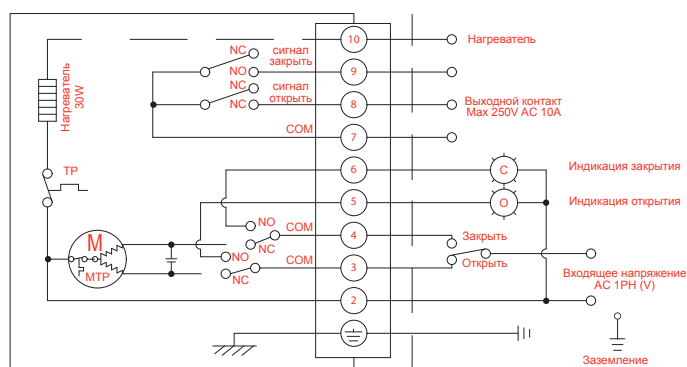 10
Нагреватель
NC
сигнал
закрыть
NO
9
NC
сигнал
открыть
NC
8
Выходной контакт
Max 250V AC 10A
COM
7
Нагреватель
30W
TP
6
C
Индикация закрытия
5
O
Индикация открытия
NO
COM
4
Закрыть
M
MTP
NC
NO
COM
3
Открыть
NC
Входящее напряжение
AC 1PH (V)
2
Заземление